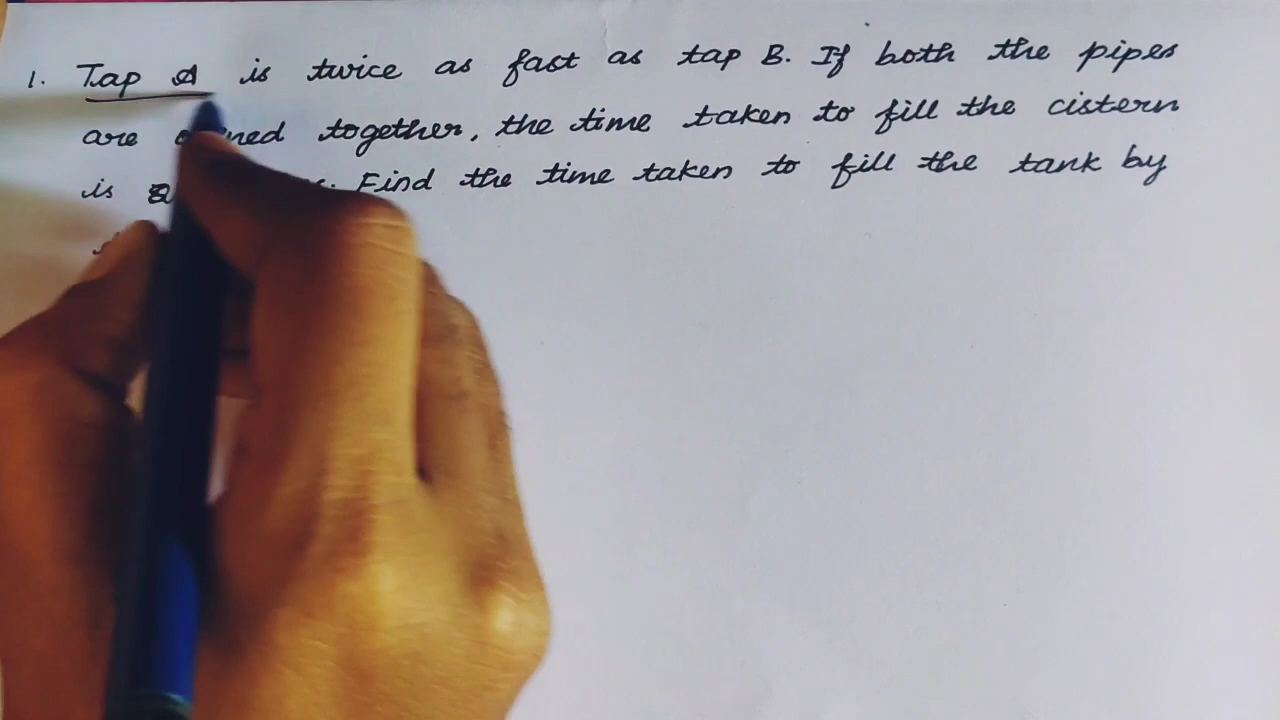 1. Tap A is twice as fast as tap B. If both the pipes
are together, the time taken to fill the cistern
is Find the time taken to fill the tank by